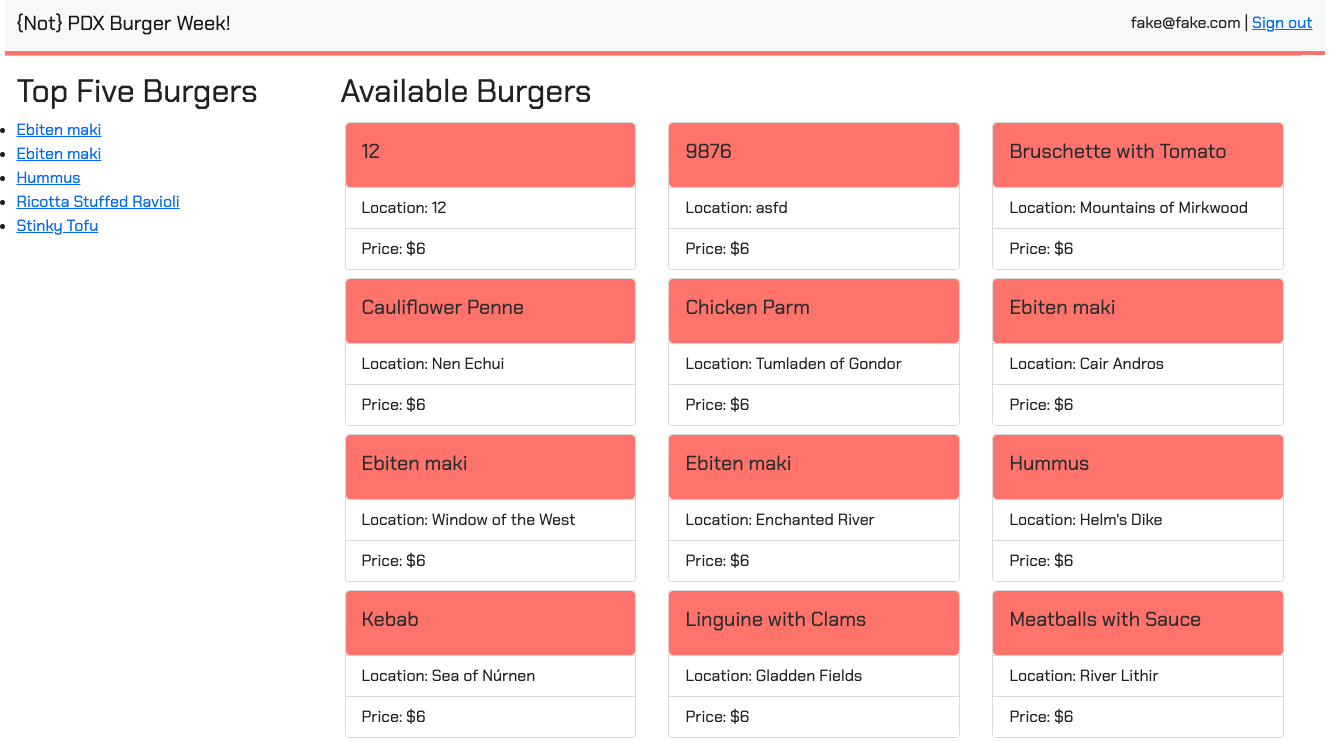 {Not} PDX Burger Week!
fake@fake.com | Sign out
Top Five Burgers
Ebiten maki
Ebiten maki
Hummus
Ricotta Stuffed Ravioli
Stinky Tofu
Available Burgers
12
Location: 12
Price: $6
9876
Location: asfd
Price: $6
Bruschette with Tomato
Location: Mountains of Mirkwood
Price: $6
Cauliflower Penne
Location: Nen Echui
Price: $6
Chicken Parm
Location: Tumladen of Gondor
Price: $6
Ebiten maki
Location: Cair Andros
Price: $6
Ebiten maki
Location: Window of the West
Price: $6
Ebiten maki
Location: Enchanted River
Price: $6
Hummus
Location: Helm's Dike
Price: $6
Kebab
Location: Sea of Núrnen
Price: $6
Linguine with Clams
Location: Gladden Fields
Price: $6
Meatballs with Sauce
Location: River Lithir
Price: $6